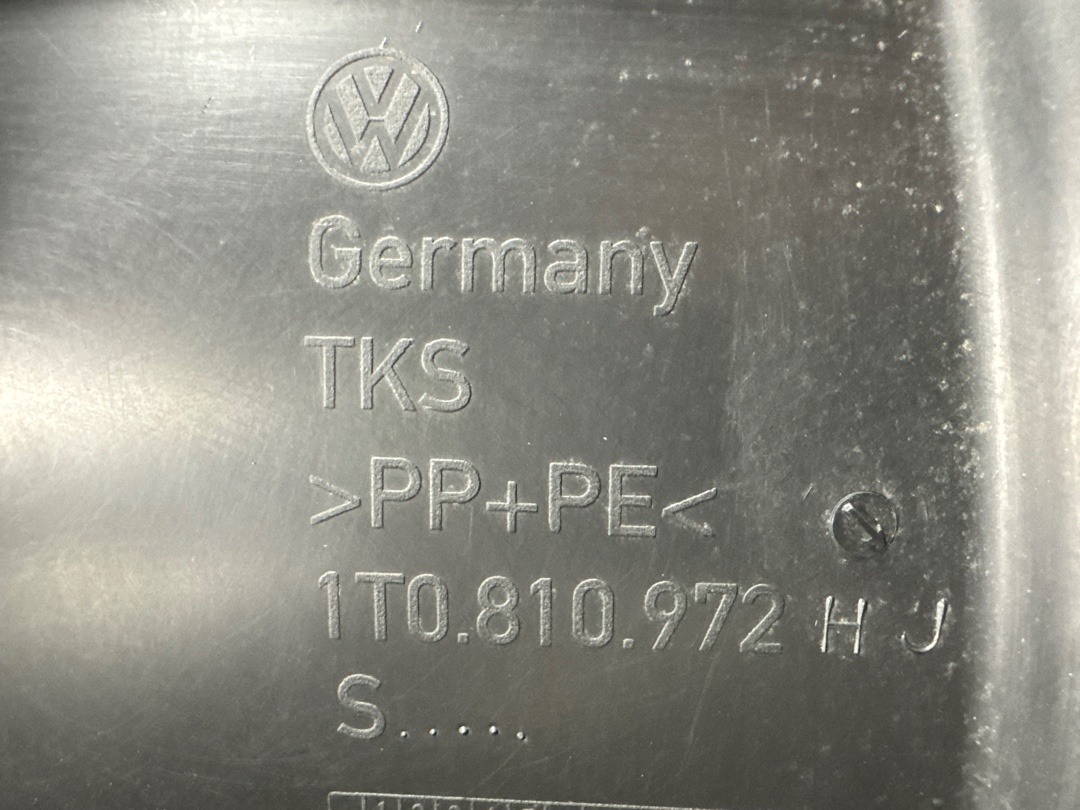 Germany
TKS
>PP+PE<
1T0.810.972 H J
S.....